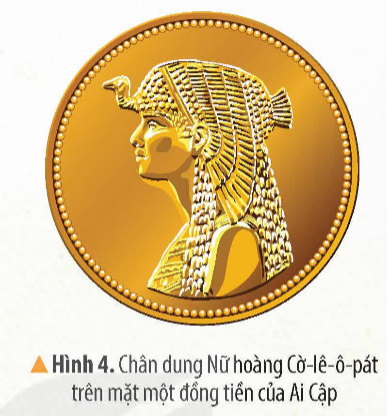 ▲ Hình 4. Chân dung Nữ hoàng Cờ-lê-ô-pát
trên mặt một đồng tiền của Ai Cập